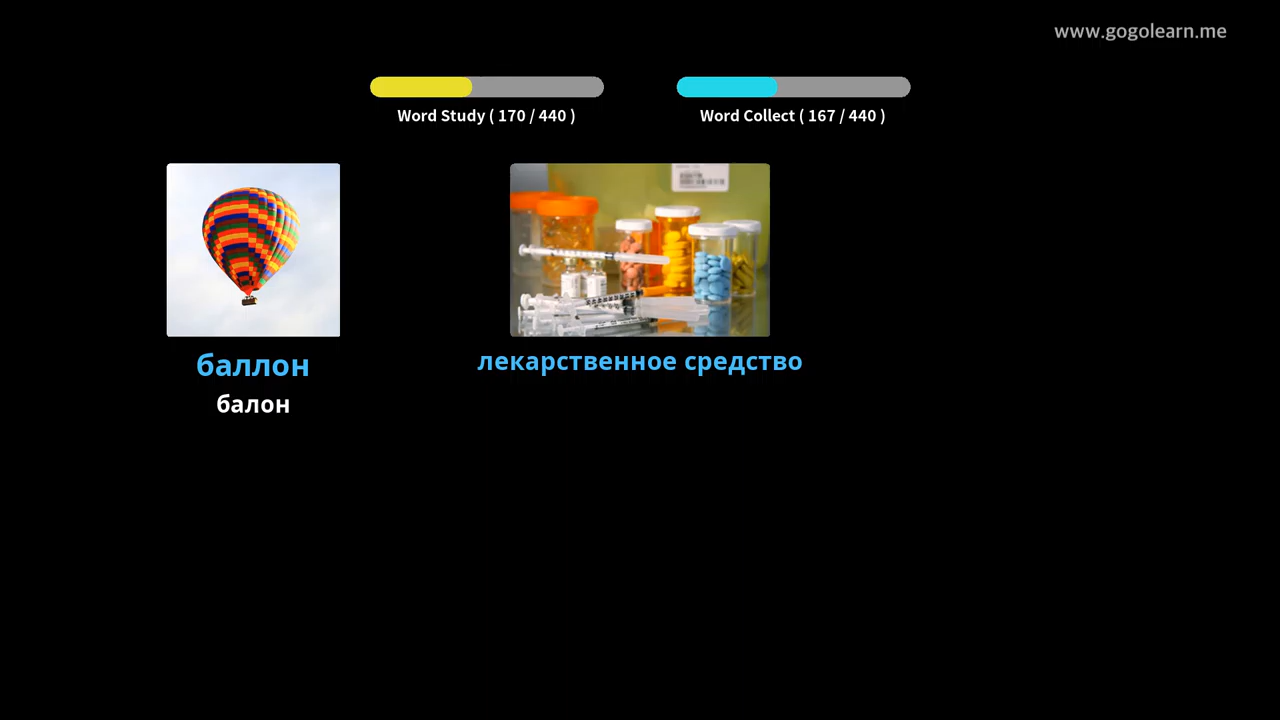 www.gogolearn.me
Word Study ( 170 / 440 )
Word Collect ( 167 / 440 )
баллон
балон
лекарственное средство